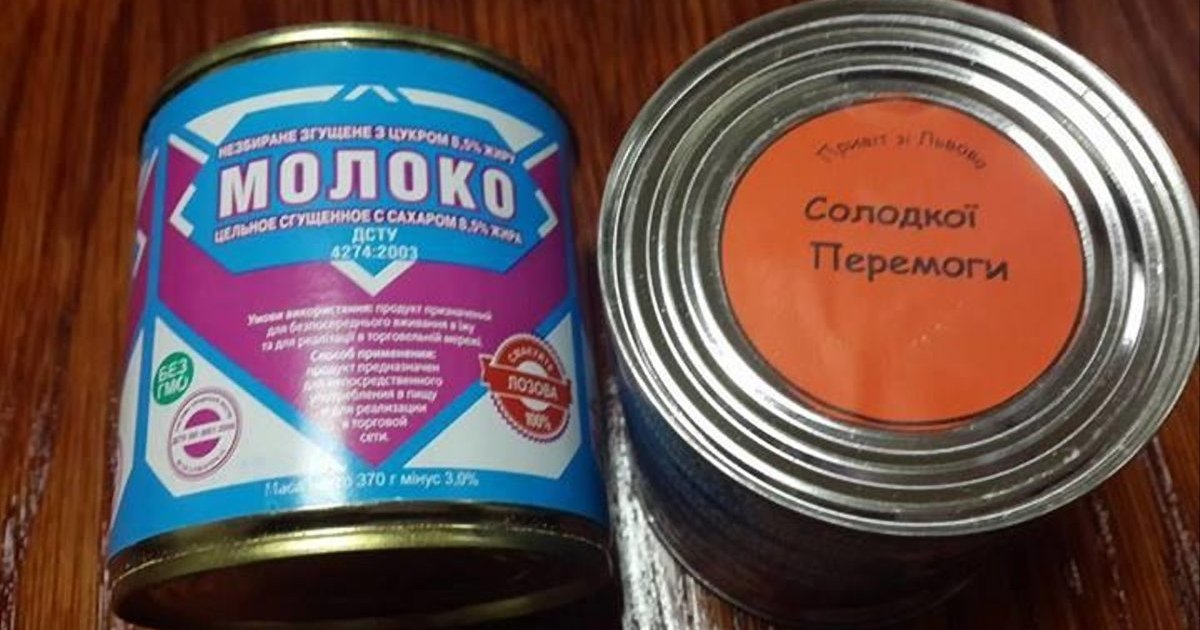 НЕЗБИРАНЕ ЗГУЩЕНЕ З ЦУКРОМ 8,5% ЖИРУ
МОЛОКО
ЦЕЛЬНОЕ СГУЩЕННОЕ С САХАРОМ 8,5% ЖИРА
ДСТУ
4274:2003
Умови використання: продукт призначений
для безпосереднього вживання в їжу
та для реалізації в торговельній мережі.
Способ применения:
продукт предназначен
для непосредственного
употребления в пищу
и для реализации
в торговой
сети.
БЕЗ
ГМО
ЛОЗОВА
100%
370 г мінус 3,0%
Привіт зі Львова
Солодкої
Перемоги